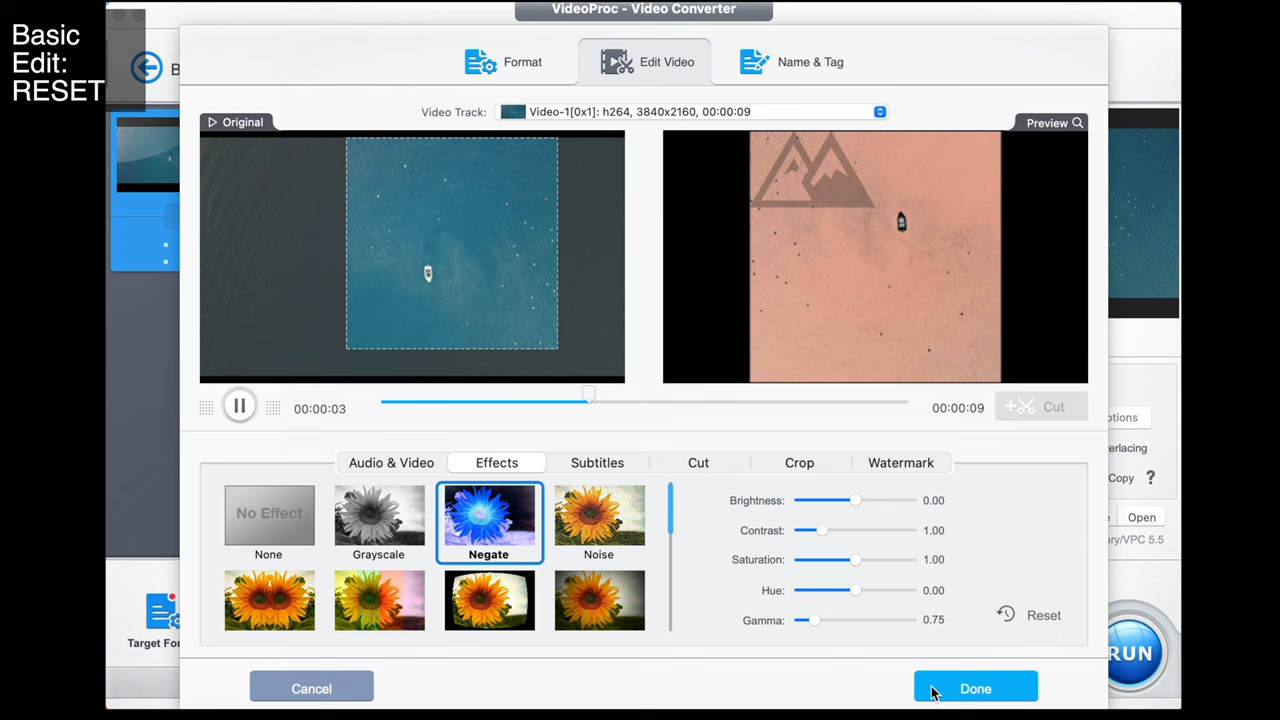 VideoProc - Video Converter
Basic
Edit:
RESET
B
Format
Edit Video
Name & Tag
Video Track:
Video-1[0x1]: h264, 3840x2160, 00:00:09
Original
Preview
00:00:03
00:00:09
Cut
Audio & Video
Effects
Subtitles
Cut
Crop
Watermark
No Effect
None
Grayscale
Negate
Noise
Brightness: 0.00
Contrast: 1.00
Saturation: 1.00
Hue: 0.00
Gamma: 0.75
Reset
Cancel
Done
Target For
ptions
erlacing
Copy ?
Open
ary/VPC 5.5
RUN